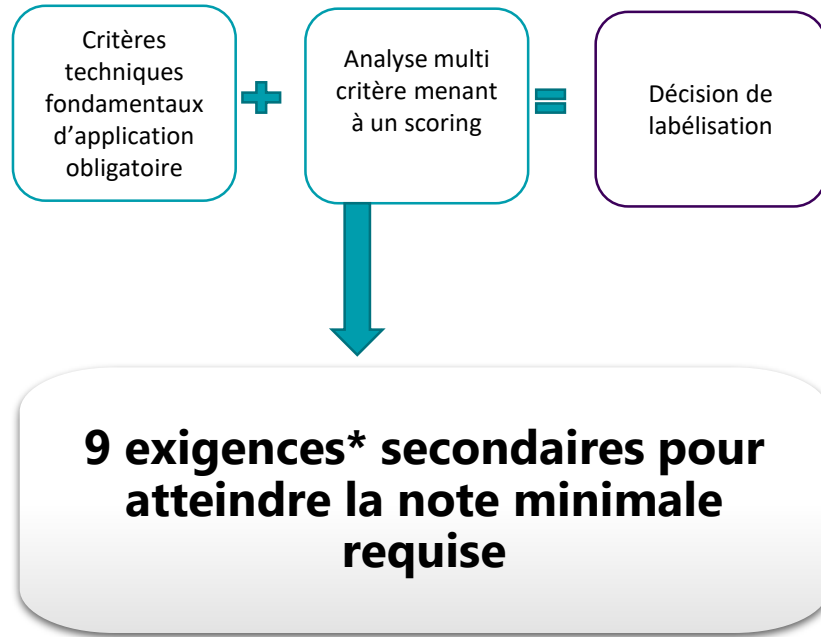 Critères
techniques
fondamentaux
d'application
obligatoire
Analyse multi
critère menant
à un scoring
Décision de
labélisation
9 exigences* secondaires pour
atteindre la note minimale
requise